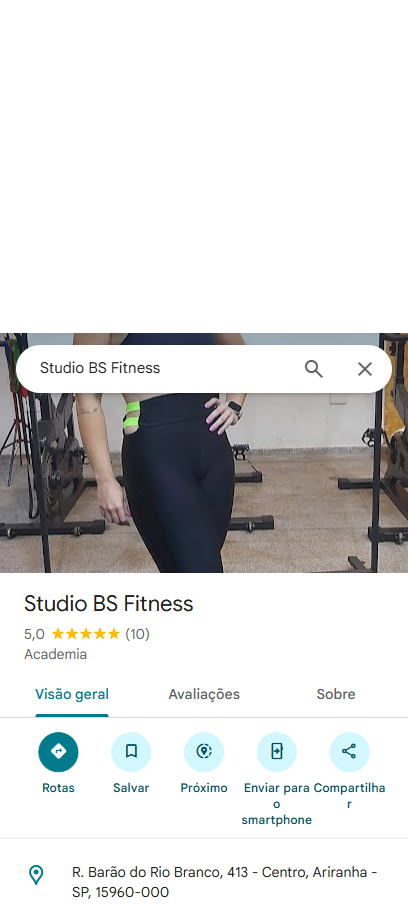 Studio BS Fitness
Studio BS Fitness
5,0 (10)
Academia
Visão geral Avaliações Sobre
Rotas Salvar Próximo Enviar para o smartphone Compartilhar
R. Barão do Rio Branco, 413 - Centro, Ariranha -
SP, 15960-000